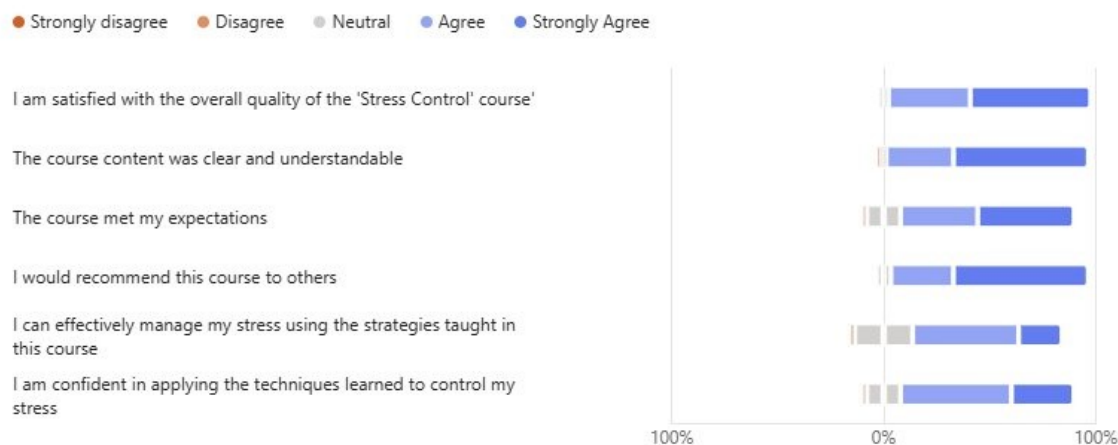 Strongly disagree Disagree Neutral Agree Strongly Agree
I am satisfied with the overall quality of the 'Stress Control' course'
The course content was clear and understandable
The course met my expectations
I would recommend this course to others
I can effectively manage my stress using the strategies taught in
this course
I am confident in applying the techniques learned to control my
stress
100% 0% 100%